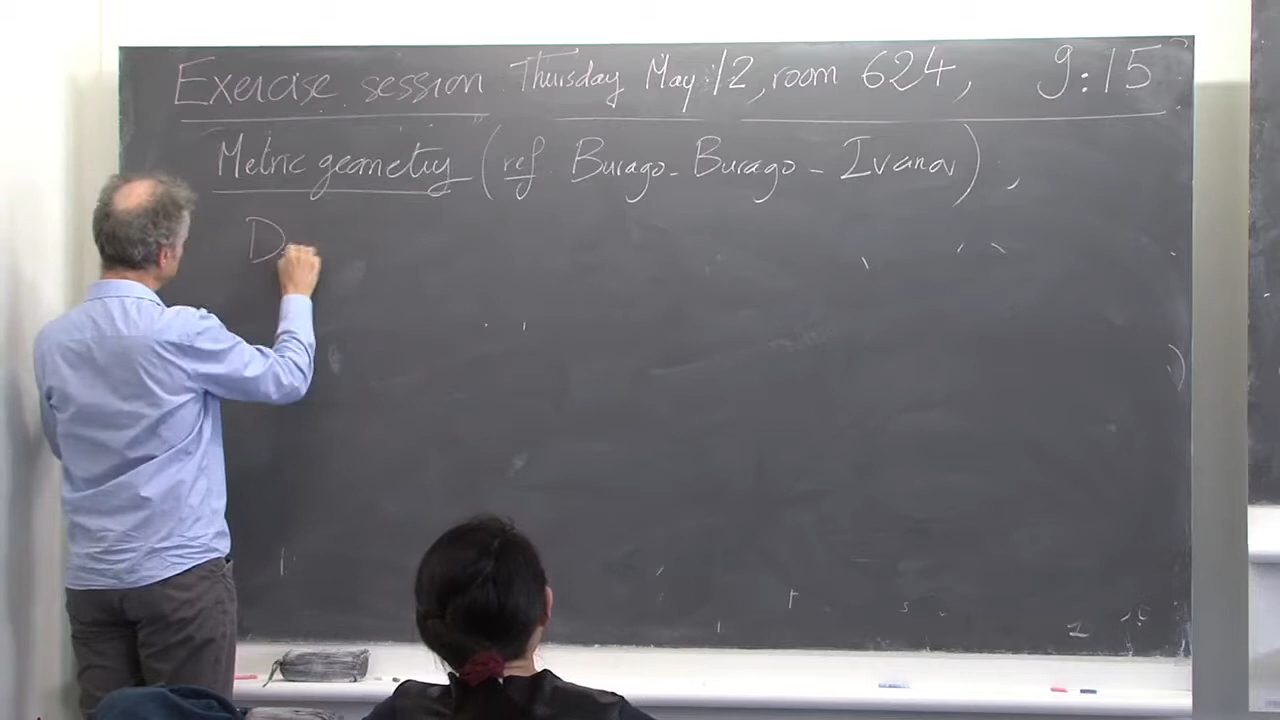 Exercise session Thursday May 12, room 624, 9:15
Metric geometry (ref Burago - Burago - Ivanov),
D